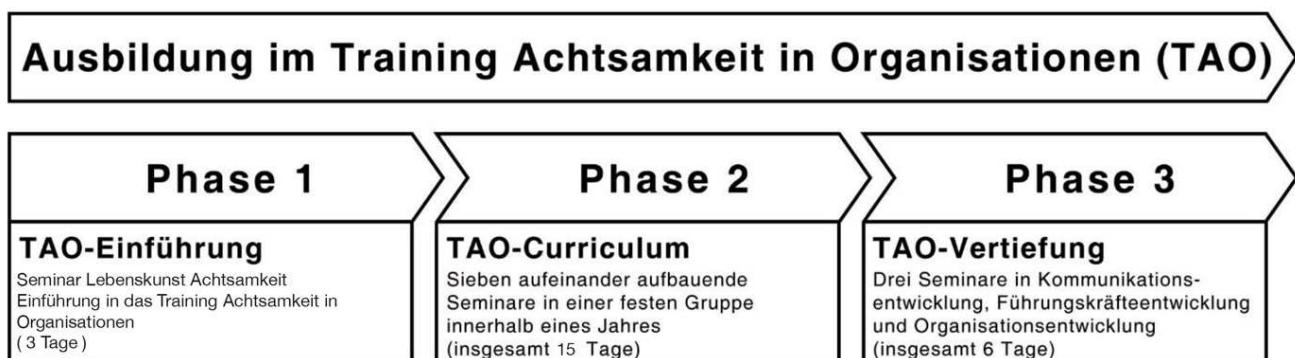 Ausbildung im Training Achtsamkeit in Organisationen (TAO)
Phase 1
TAO-Einführung
Seminar Lebenskunst Achtsamkeit
Einführung in das Training Achtsamkeit in
Organisationen
( 3 Tage )
Phase 2
TAO-Curriculum
Sieben aufeinander aufbauende
Seminare in einer festen Gruppe
innerhalb eines Jahres
(insgesamt 15 Tage)
Phase 3
TAO-Vertiefung
Drei Seminare in Kommunikations-
entwicklung, Führungskräfteentwicklung
und Organisationsentwicklung
(insgesamt 6 Tage)